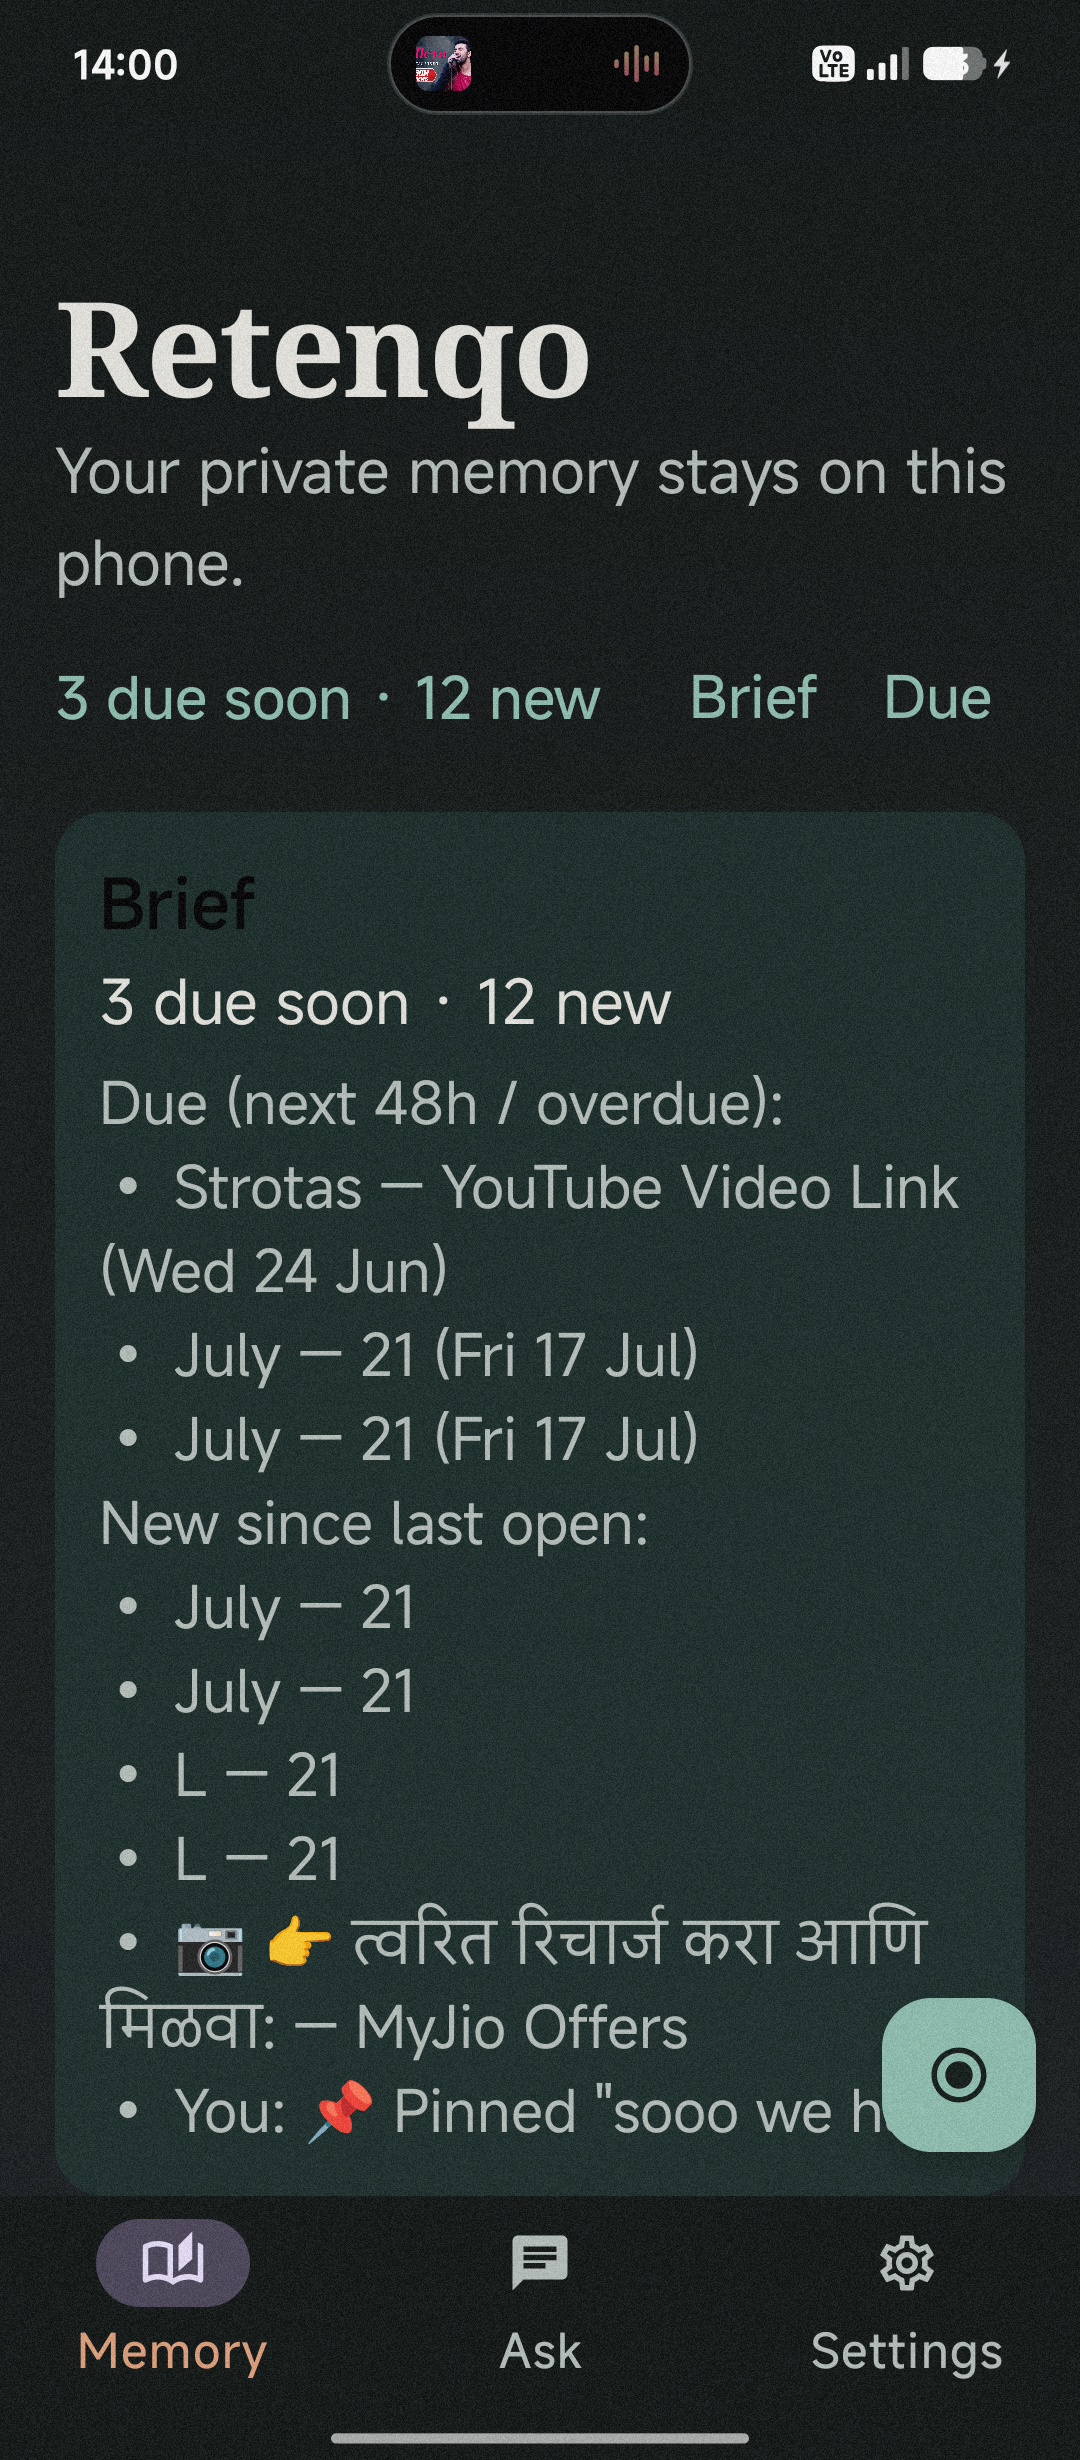 14:00
Vo LTE
Retenqo
Your private memory stays on this
phone.
3 due soon · 12 new Brief Due
Brief
3 due soon · 12 new
Due (next 48h / overdue):
• Strotas — YouTube Video Link
(Wed 24 Jun)
• July — 21 (Fri 17 Jul)
• July — 21 (Fri 17 Jul)
New since last open:
• July — 21
• July — 21
• L — 21
• L — 21
• 📷 👉 त्वरित रिचार्ज करा आणि
मिळवा: — MyJio Offers
• You: 📌 Pinned "sooo we
Memory Ask Settings